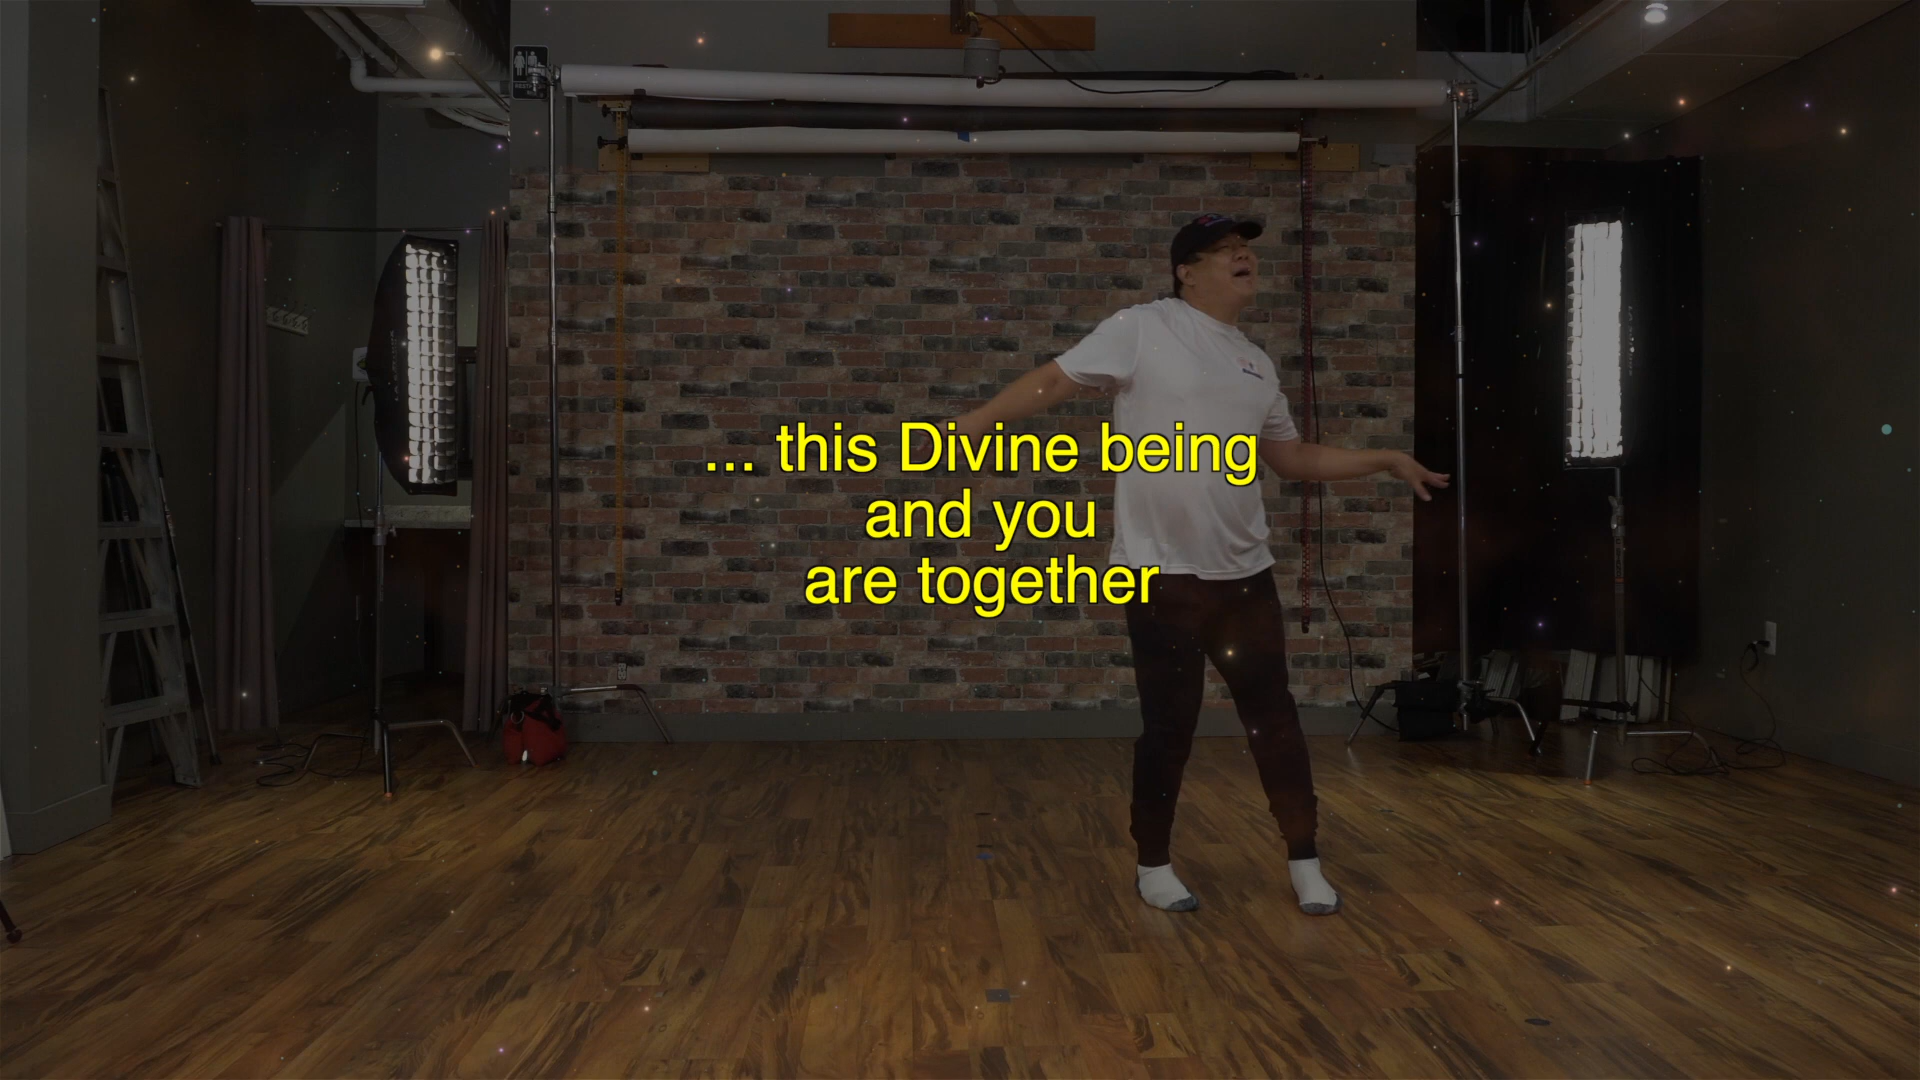 ... this Divine being
and you
are together